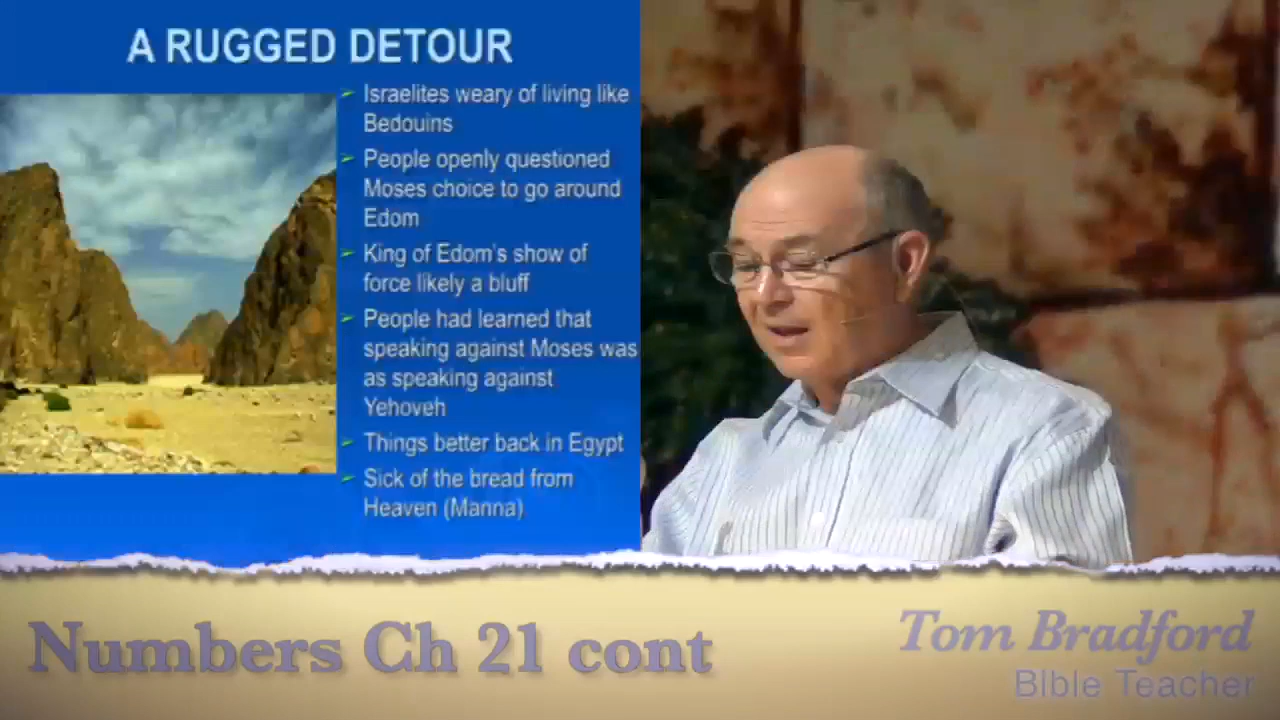 A RUGGED DETOUR
➢ Israelites weary of living like
Bedouins
➢ People openly questioned
Moses choice to go around
Edom
➢ King of Edom's show of
force likely a bluff
➢ People had learned that
speaking against Moses was
as speaking against
Yehoveh
➢ Things better back in Egypt
➢ Sick of the bread from
Heaven (Manna)
Numbers Ch 21 cont
Tom Bradford
BIble Teacher